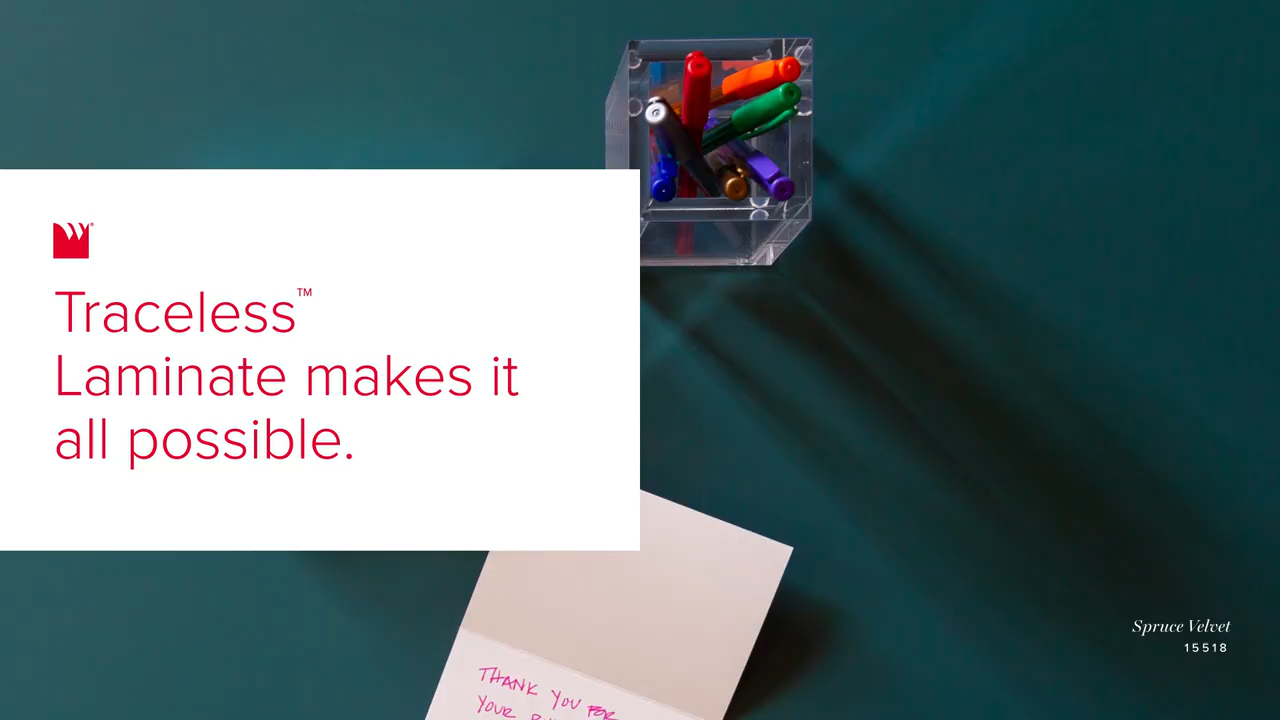 Traceless™
Laminate makes it
all possible.
Spruce Velvet
15518
THANK YOU FOR
YOUR